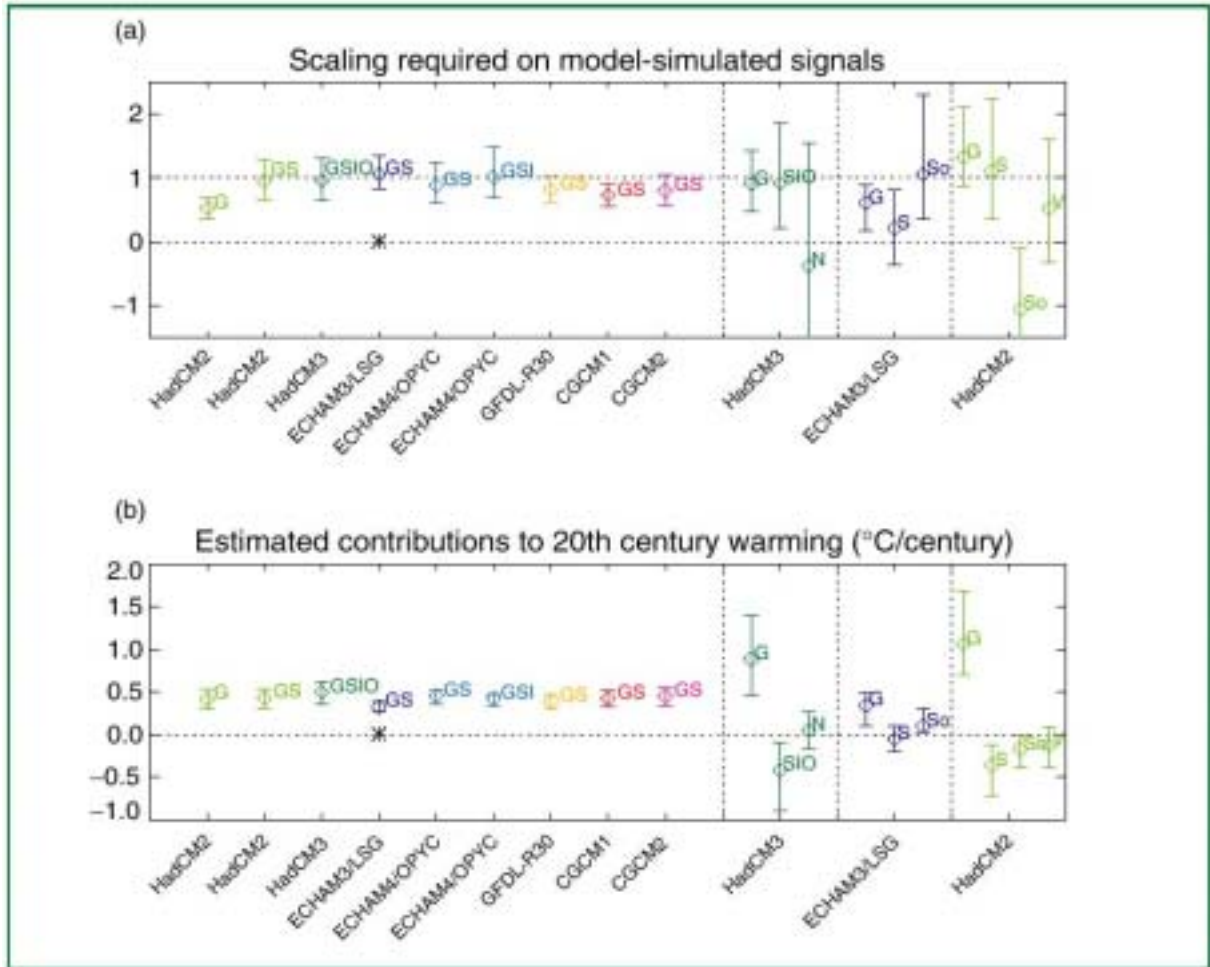 (a)
Scaling required on model-simulated signals
2
1
0
−1
G
GS
GSIO
GS
GS
GSI
GS
GS
GS
G
SIO
N
G
S
So
G
S
So
V
HadCM2
HadCM2
HadCM3
ECHAM3/LSG
ECHAM4/OPYC
ECHAM4/OPYC
GFDL-R30
CGCM1
CGCM2
HadCM3
ECHAM3/LSG
HadCM2
(b)
Estimated contributions to 20th century warming (°C/century)
2.0
1.5
1.0
0.5
0.0
−0.5
−1.0
G
GS
GSIO
GS
GS
GSI
GS
GS
GS
G
SIO
N
G
S
So
G
S
So
HadCM2
HadCM2
HadCM3
ECHAM3/LSG
ECHAM4/OPYC
ECHAM4/OPYC
GFDL-R30
CGCM1
CGCM2
HadCM3
ECHAM3/LSG
HadCM2